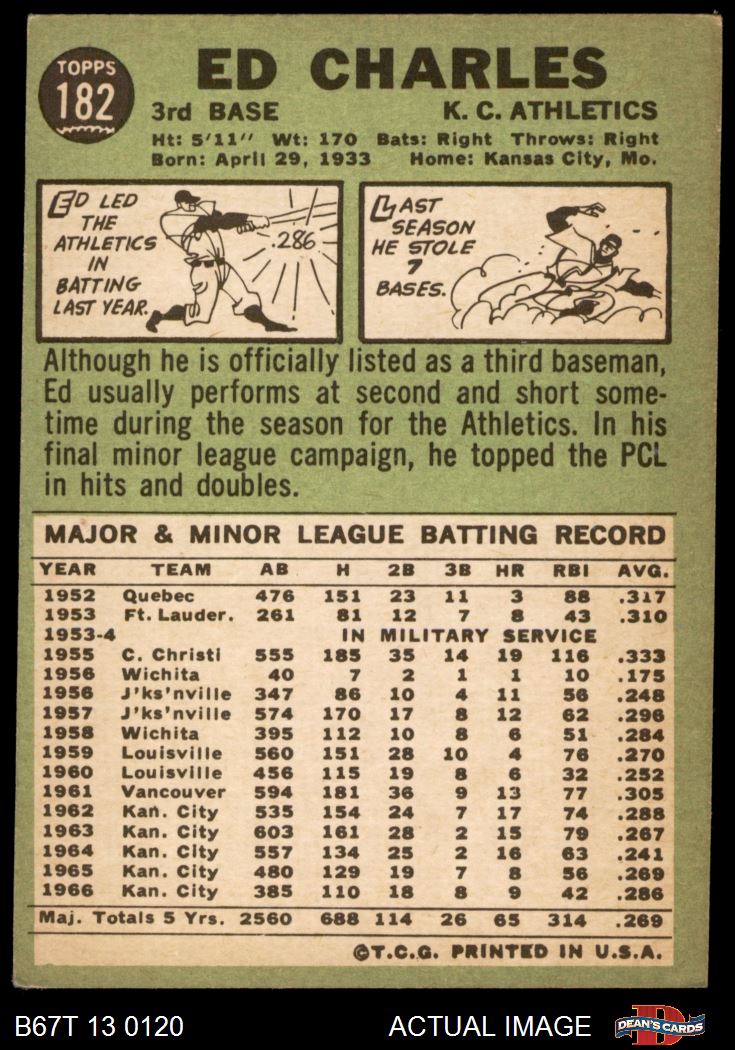 TOPPS
182
ED CHARLES
3rd BASE K. C. ATHLETICS
Ht: 5'11" Wt: 170 Bats: Right Throws: Right
Born: April 29, 1933 Home: Kansas City, Mo.
ED LED
THE
ATHLETICS
IN
BATTING
LAST YEAR.
.286
LAST
SEASON
HE STOLE
7
BASES.
Although he is officially listed as a third baseman,
Ed usually performs at second and short some-
time during the season for the Athletics. In his
final minor league campaign, he topped the PCL
in hits and doubles.
MAJOR & MINOR LEAGUE BATTING RECORD
YEAR TEAM AB H 2B 3B HR RBI AVG.
1952 Quebec 476 151 23 11 3 88 .317
1953 Ft. Lauder. 261 81 12 7 8 43 .310
1953-4 IN MILITARY SERVICE
1955 C. Christi 555 185 35 14 19 116 .333
1956 Wichita 40 7 2 1 1 10 .175
1956 J'ks'nville 347 86 10 4 11 56 .248
1957 J'ks'nville 574 170 17 8 12 62 .296
1958 Wichita 395 112 10 8 6 51 .284
1959 Louisville 560 151 28 10 4 76 .270
1960 Louisville 456 115 19 8 6 32 .252
1961 Vancouver 594 181 36 9 13 77 .305
1962 Kan. City 535 154 24 7 17 74 .288
1963 Kan. City 603 161 28 2 15 79 .267
1964 Kan. City 557 134 25 2 16 63 .241
1965 Kan. City 480 129 19 7 8 56 .269
1966 Kan. City 385 110 18 8 9 42 .286
Maj. Totals 5 Yrs. 2560 688 114 26 65 314 .269
©T.C.G. PRINTED IN U.S.A.
B67T 13 0120 ACTUAL IMAGE
D
DEAN'S CARDS